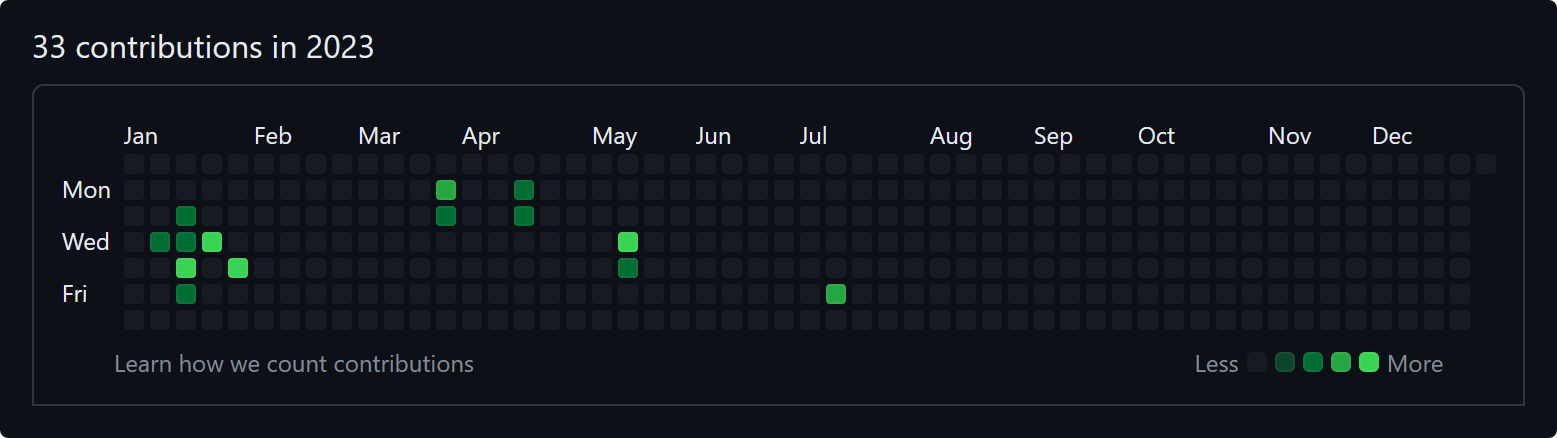 33 contributions in 2023
Jan Feb Mar Apr May Jun Jul Aug Sep Oct Nov Dec
Mon
Wed
Fri
Learn how we count contributions
Less More